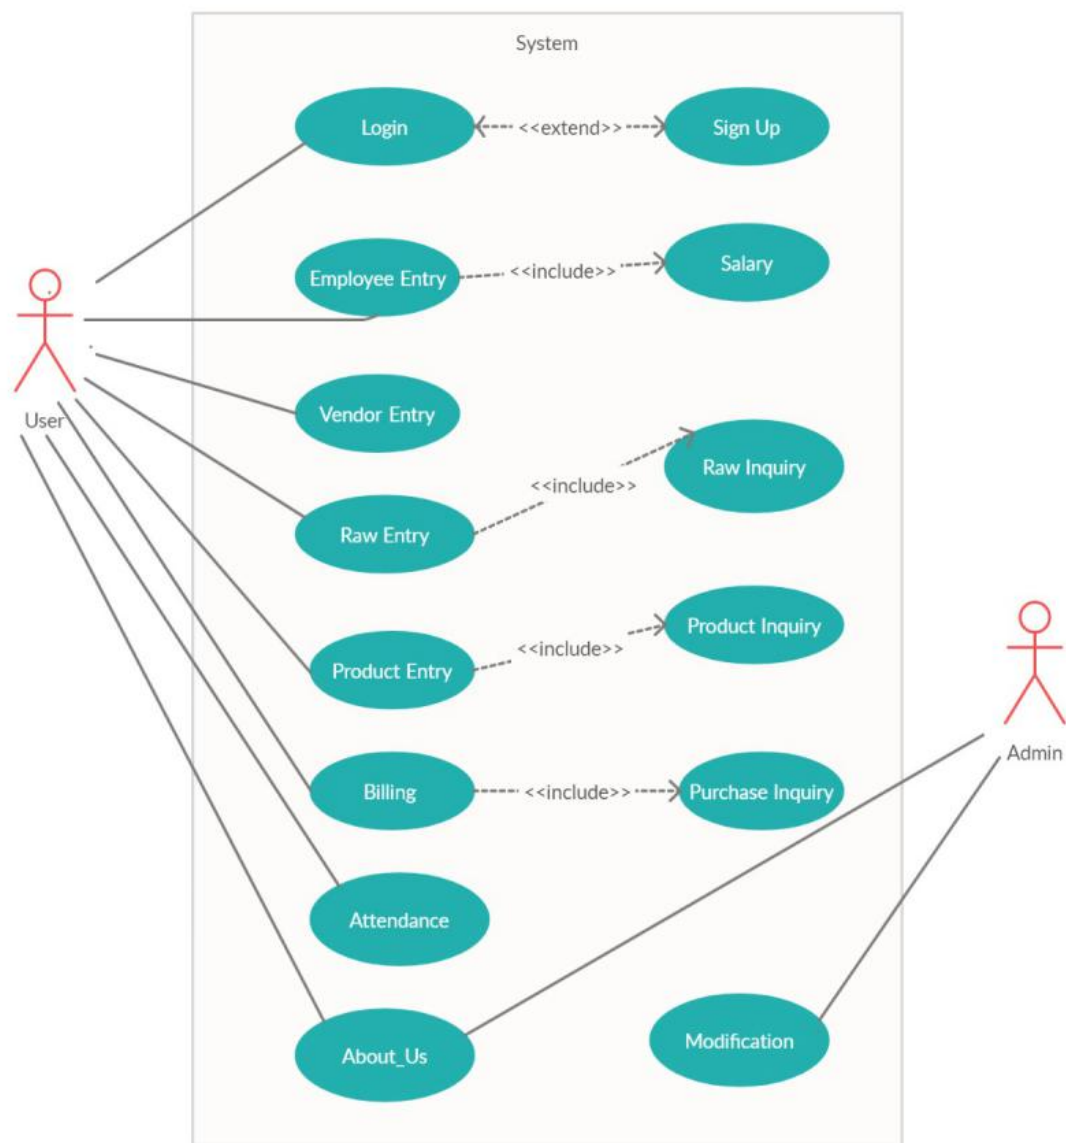 System
Login
<<extend>>
Sign Up
Employee Entry
<<include>>
Salary
User
Vendor Entry
Raw Inquiry
<<include>>
Raw Entry
Product Inquiry
<<include>>
Product Entry
Admin
Billing
<<include>>
Purchase Inquiry
Attendance
Modification
About_Us